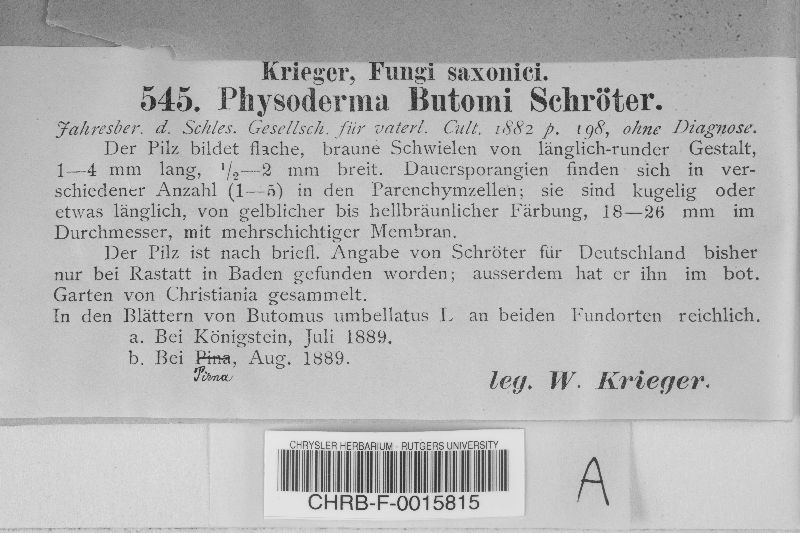 Krieger, Fungi saxonici.
545. Physoderma Butomi Schröter.
Jahresber. d. Schles. Gesellsch. für vaterl. Cult. 1882 p. 198, ohne Diagnose.
Der Pilz bildet flache, braune Schwielen von länglich-runder Gestalt,
1—4 mm lang, 1/2—2 mm breit. Dauersporangien finden sich in ver-
schiedener Anzahl (1—5) in den Parenchymzellen; sie sind kugelig oder
etwas länglich, von gelblicher bis hellbräunlicher Färbung, 18—26 mm im
Durchmesser, mit mehrschichtiger Membran.
Der Pilz ist nach briefl. Angabe von Schröter für Deutschland bisher
nur bei Rastatt in Baden gefunden worden; ausserdem hat er ihn im bot.
Garten von Christiania gesammelt.
In den Blättern von Butomus umbellatus L. an beiden Fundorten reichlich.
a. Bei Königstein, Juli 1889.
b. Bei Pina, Aug. 1889.
Pirna
leg. W. Krieger.
CHRYSLER HERBARIUM - RUTGERS UNIVERSITY
CHRB-F-0015815
A